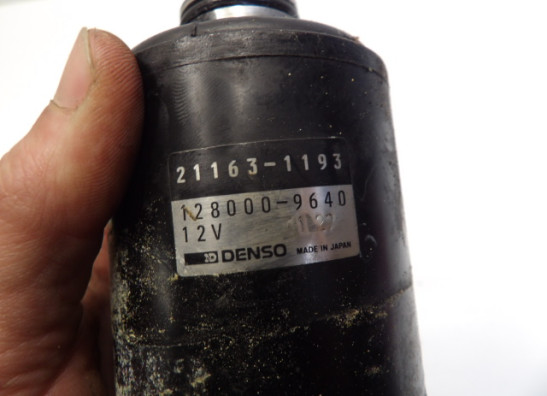 21163-1193
128000-9640
12V
DENSO MADE IN JAPAN